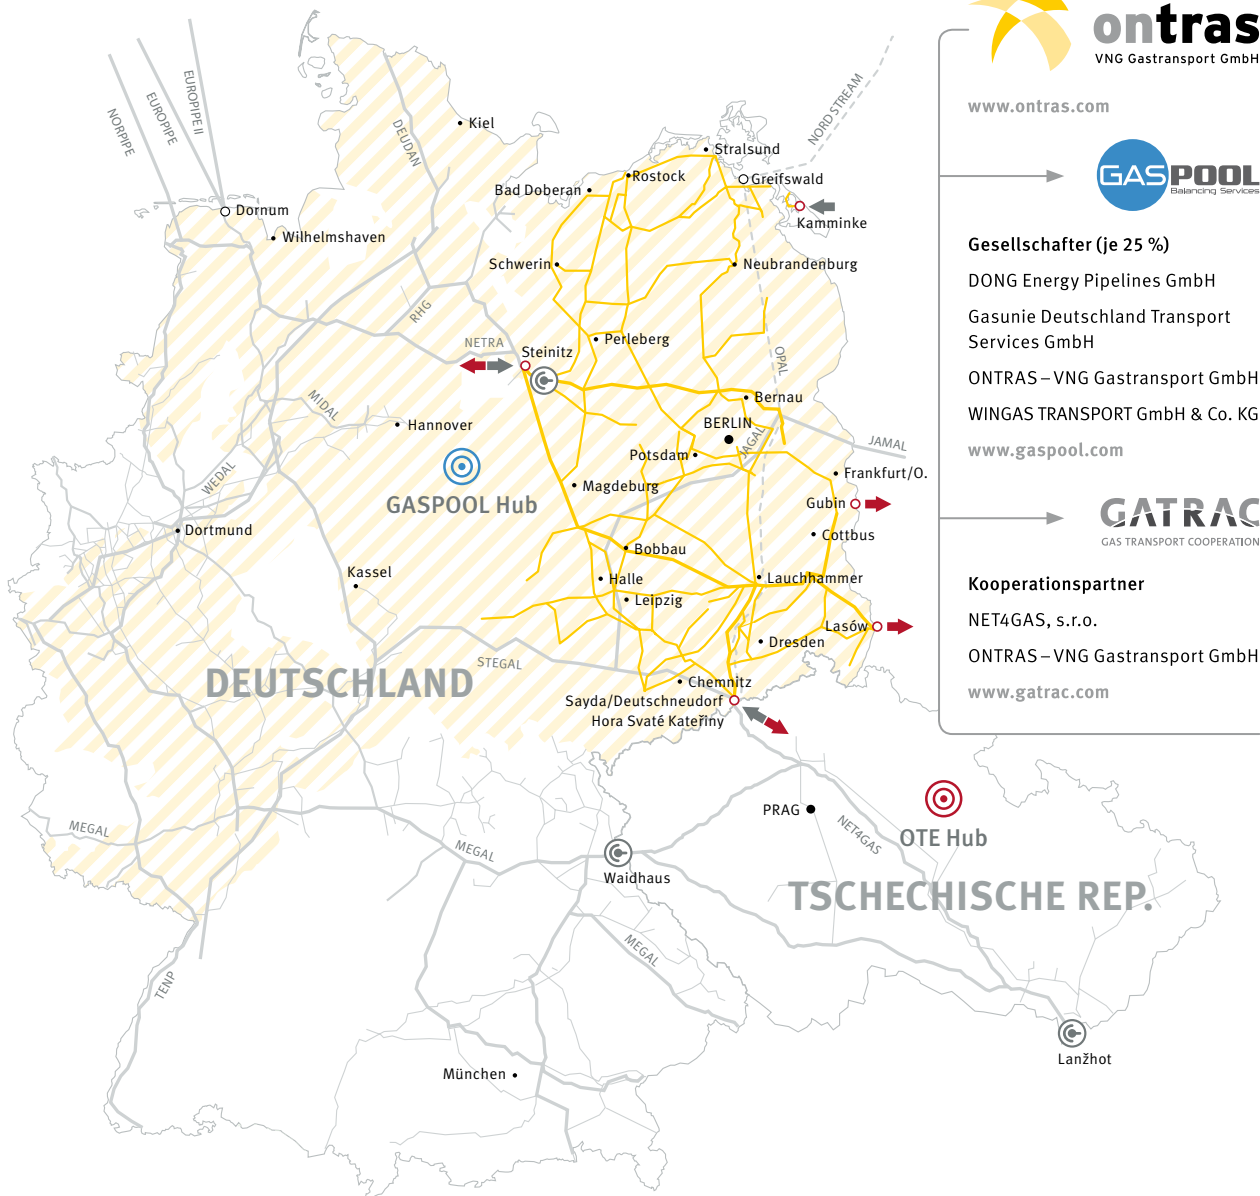 ontras
VNG Gastransport GmbH
www.ontras.com
GASPOOL
Balancing Services
Gesellschafter (je 25 %)
DONG Energy Pipelines GmbH
Gasunie Deutschland Transport
Services GmbH
ONTRAS – VNG Gastransport GmbH
WINGAS TRANSPORT GmbH & Co. KG
www.gaspool.com
GATRAC
GAS TRANSPORT COOPERATION
Kooperationspartner
NET4GAS, s.r.o.
ONTRAS – VNG Gastransport GmbH
www.gatrac.com
NORPIPE
EUROPIPE
EUROPIPE II
DEUDAN
NORD STREAM
Kiel
Stralsund
Rostock
Greifswald
Bad Doberan
Dornum
Kamminke
Wilhelmshaven
Schwerin
Neubrandenburg
RHG
NETRA
Perleberg
Steinitz
OPAL
MIDAL
Bernau
Hannover
BERLIN
JAGAL
JAMAL
Potsdam
WEDAL
Frankfurt/O.
GASPOOL Hub
Magdeburg
Gubin
Dortmund
Cottbus
Bobbau
Kassel
Halle
Lauchhammer
Leipzig
Lasów
Dresden
STEGAL
DEUTSCHLAND
Chemnitz
Sayda/Deutschneudorf
Hora Svaté Kateřiny
PRAG
NET4GAS
OTE Hub
MEGAL
MEGAL
Waidhaus
TSCHECHISCHE REP.
MEGAL
TENP
Lanžhot
München